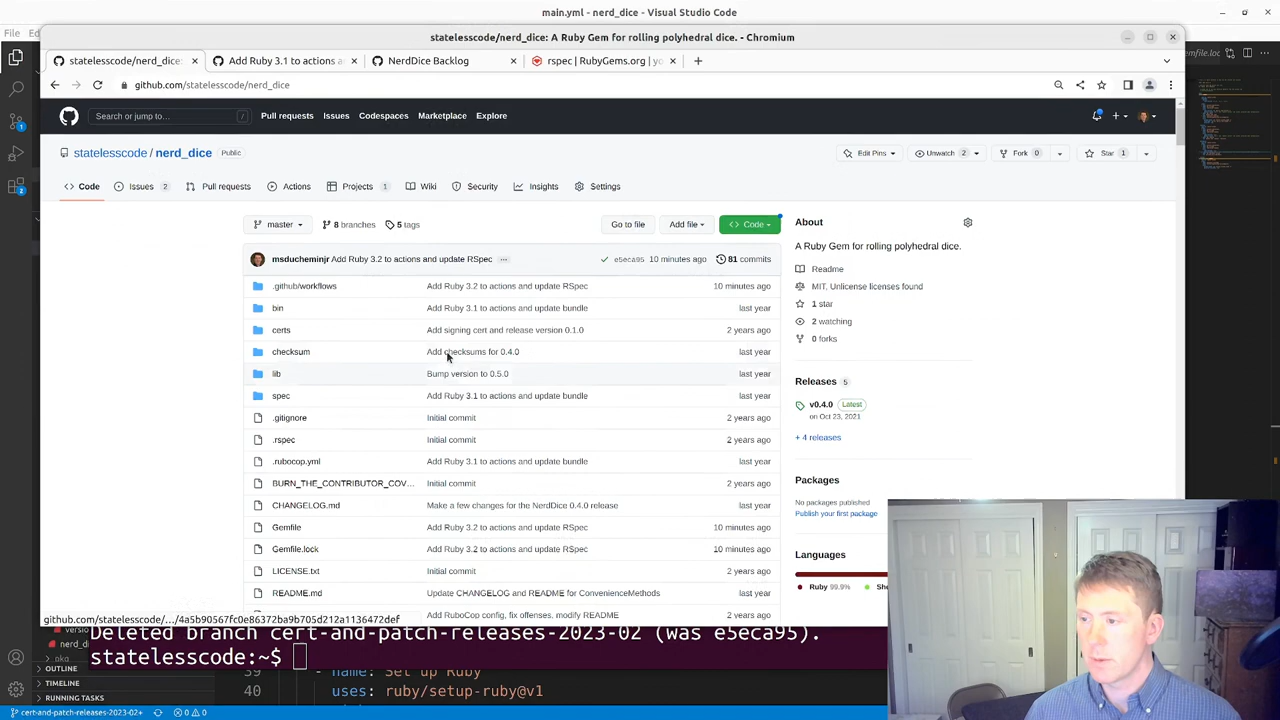 main.yml - nerd_dice - Visual Studio Code
File
statelesscode/nerd_dice: A Ruby Gem for rolling polyhedral dice. - Chromium
statelesscode/nerd_dice: Add Ruby 3.1 to actions a NerdDice Backlog rspec | RubyGems.org | yo
github.com/statelesscode/nerd_dice
Search or jump to... / Pull requests Issues Codespaces Marketplace Explore
statelesscode / nerd_dice Public
Edit Pins Unwatch 2 Fork 0 Star 1
Code Issues 2 Pull requests Actions Projects 1 Wiki Security Insights Settings
master 8 branches 5 tags Go to file Add file Code
msducheminjr Add Ruby 3.2 to actions and update RSpec ... e5eca95 10 minutes ago 81 commits
.github/workflows Add Ruby 3.2 to actions and update RSpec 10 minutes ago
bin Add Ruby 3.1 to actions and update bundle last year
certs Add signing cert and release version 0.1.0 2 years ago
checksum Add checksums for 0.4.0 last year
lib Bump version to 0.5.0 last year
spec Add Ruby 3.1 to actions and update bundle last year
.gitignore Initial commit 2 years ago
.rspec Initial commit 2 years ago
.rubocop.yml Add Ruby 3.1 to actions and update bundle last year
BURN_THE_CONTRIBUTOR_COV... Initial commit 2 years ago
CHANGELOG.md Make a few changes for the NerdDice 0.4.0 release last year
Gemfile Add Ruby 3.2 to actions and update RSpec 10 minutes ago
Gemfile.lock Add Ruby 3.2 to actions and update RSpec 10 minutes ago
LICENSE.txt Initial commit 2 years ago
README.md Update CHANGELOG and README for ConvenienceMethods last year
Add RuboCop config, fix offenses, modify README 2 years ago
About
A Ruby Gem for rolling polyhedral dice.
Readme
MIT, Unlicense licenses found
1 star
2 watching
0 forks
Releases 5
v0.4.0 Latest
on Oct 23, 2021
+ 4 releases
Packages
No packages published
Publish your first package
Languages
Ruby 99.9%
github.com/statelesscode/.../4a5b90567fc0e86372ba9b705d212a1136472def
Deleted branch cert-and-patch-releases-2023-02 (was e5eca95).
statelesscode:~$
nerd_d
pkg
OUTLINE
TIMELINE
RUNNING TASKS
39 - name: Set up Ruby
40 uses: ruby/setup-ruby@v1
cert-and-patch-releases-2023-02+ 0 0